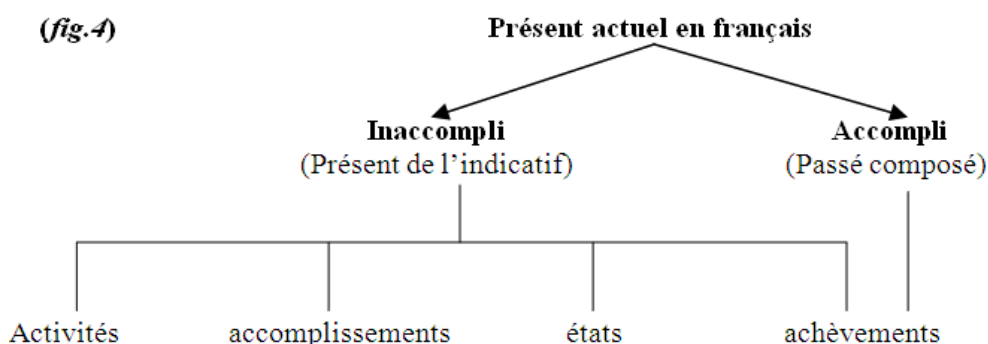 (fig.4) Présent actuel en français
Inaccompli Accompli
(Présent de l'indicatif) (Passé composé)
Activités accomplissements états achèvements